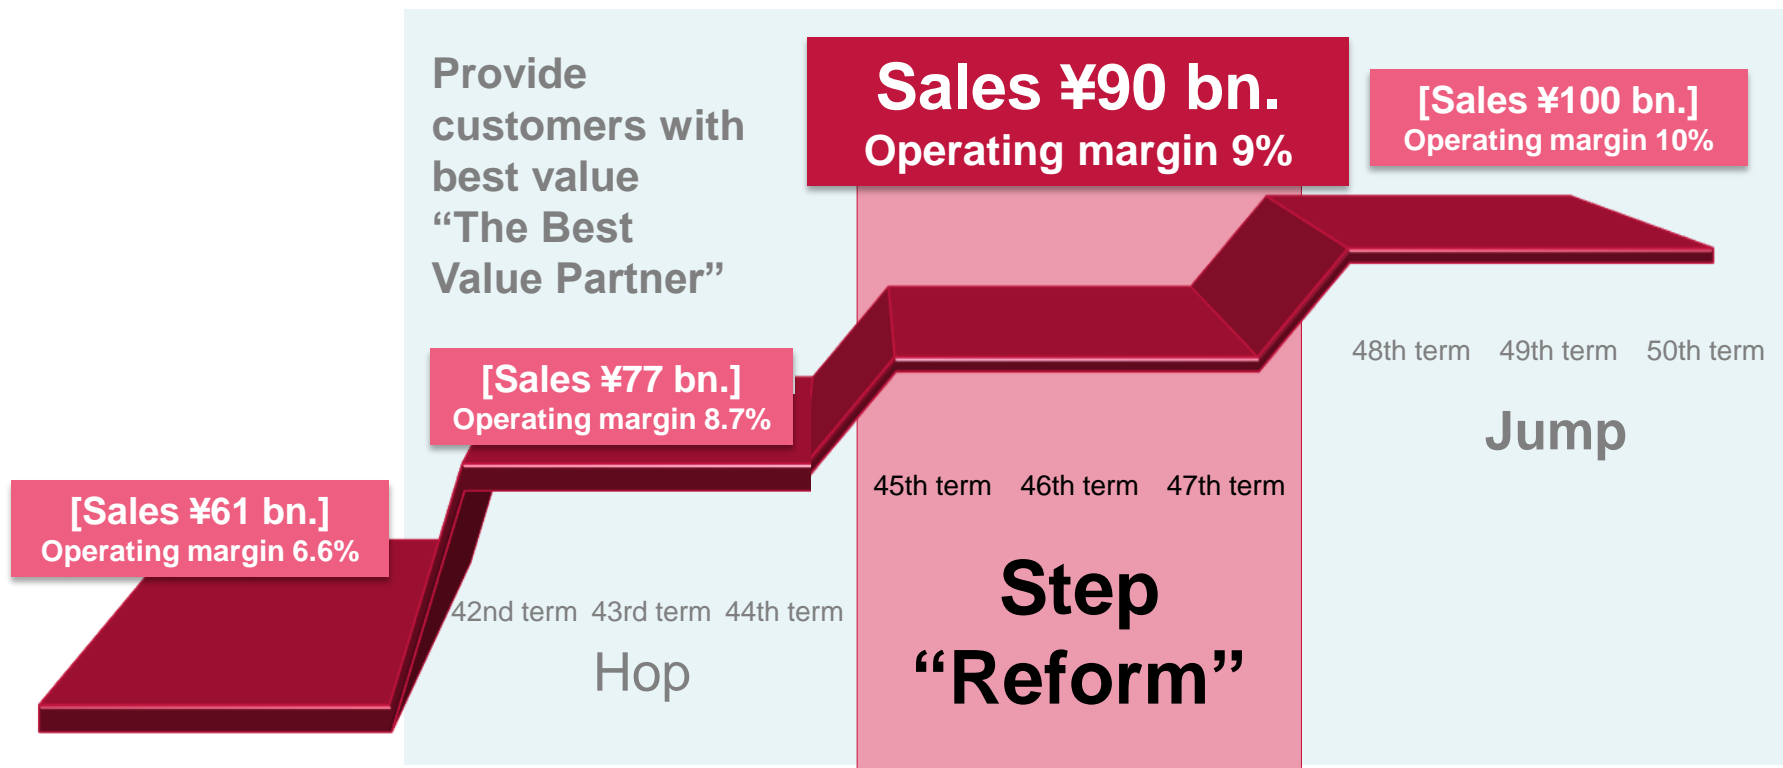 Provide
customers with
best value
“The Best
Value Partner”
Sales ¥90 bn.
Operating margin 9%
[Sales ¥100 bn.]
Operating margin 10%
[Sales ¥77 bn.]
Operating margin 8.7%
[Sales ¥61 bn.]
Operating margin 6.6%
42nd term 43rd term 44th term
Hop
45th term 46th term 47th term
Step
“Reform”
48th term 49th term 50th term
Jump